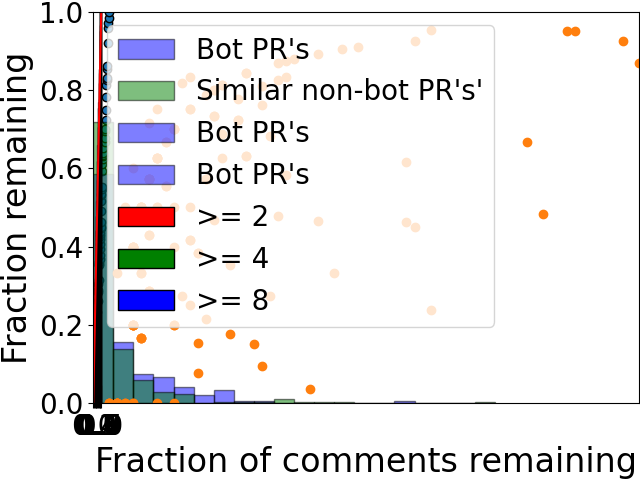 1.0
0.8
0.6
0.4
0.2
0.0
Fraction remaining
Bot PR's
Similar non-bot PR's'
Bot PR's
Bot PR's
>= 2
>= 4
>= 8
Fraction of comments remaining